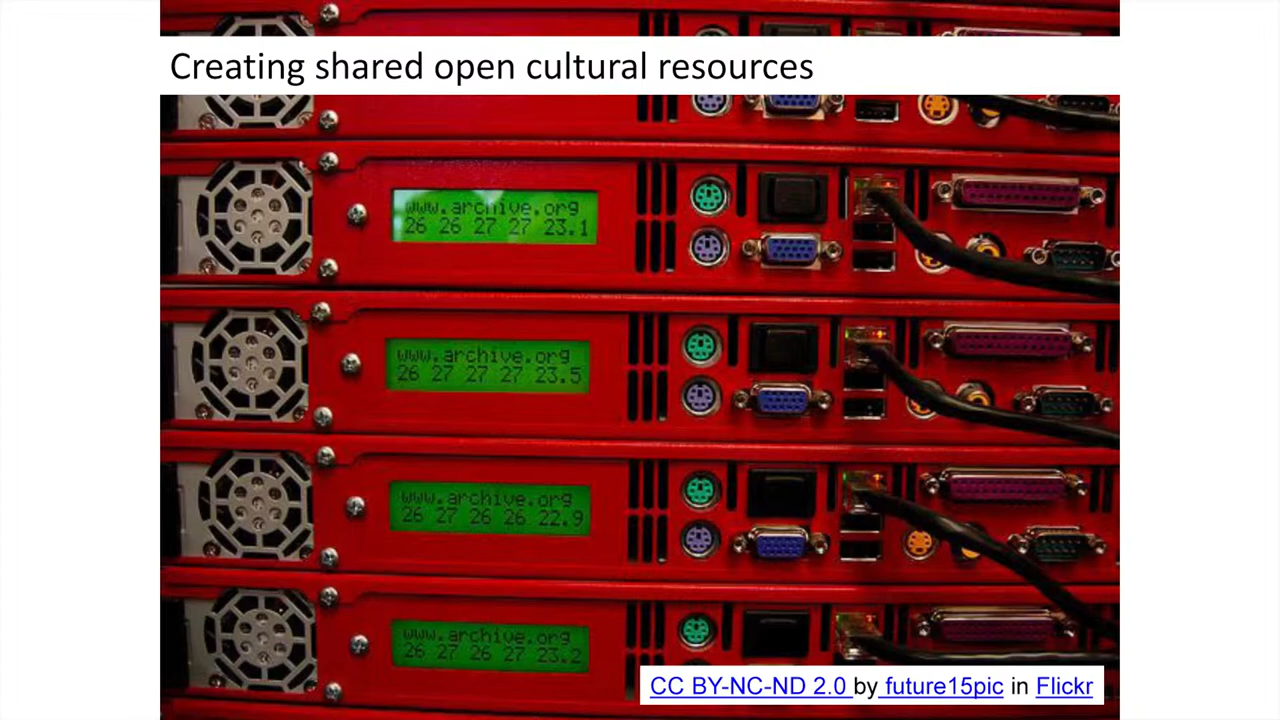 Creating shared open cultural resources
www.archive.org
26 26 27 27 23.1
www.archive.org
26 27 27 27 23.5
www.archive.org
26 27 26 26 22.9
www.archive.org
26 27 26 27 23.2
CC BY-NC-ND 2.0 by future15pic in Flickr